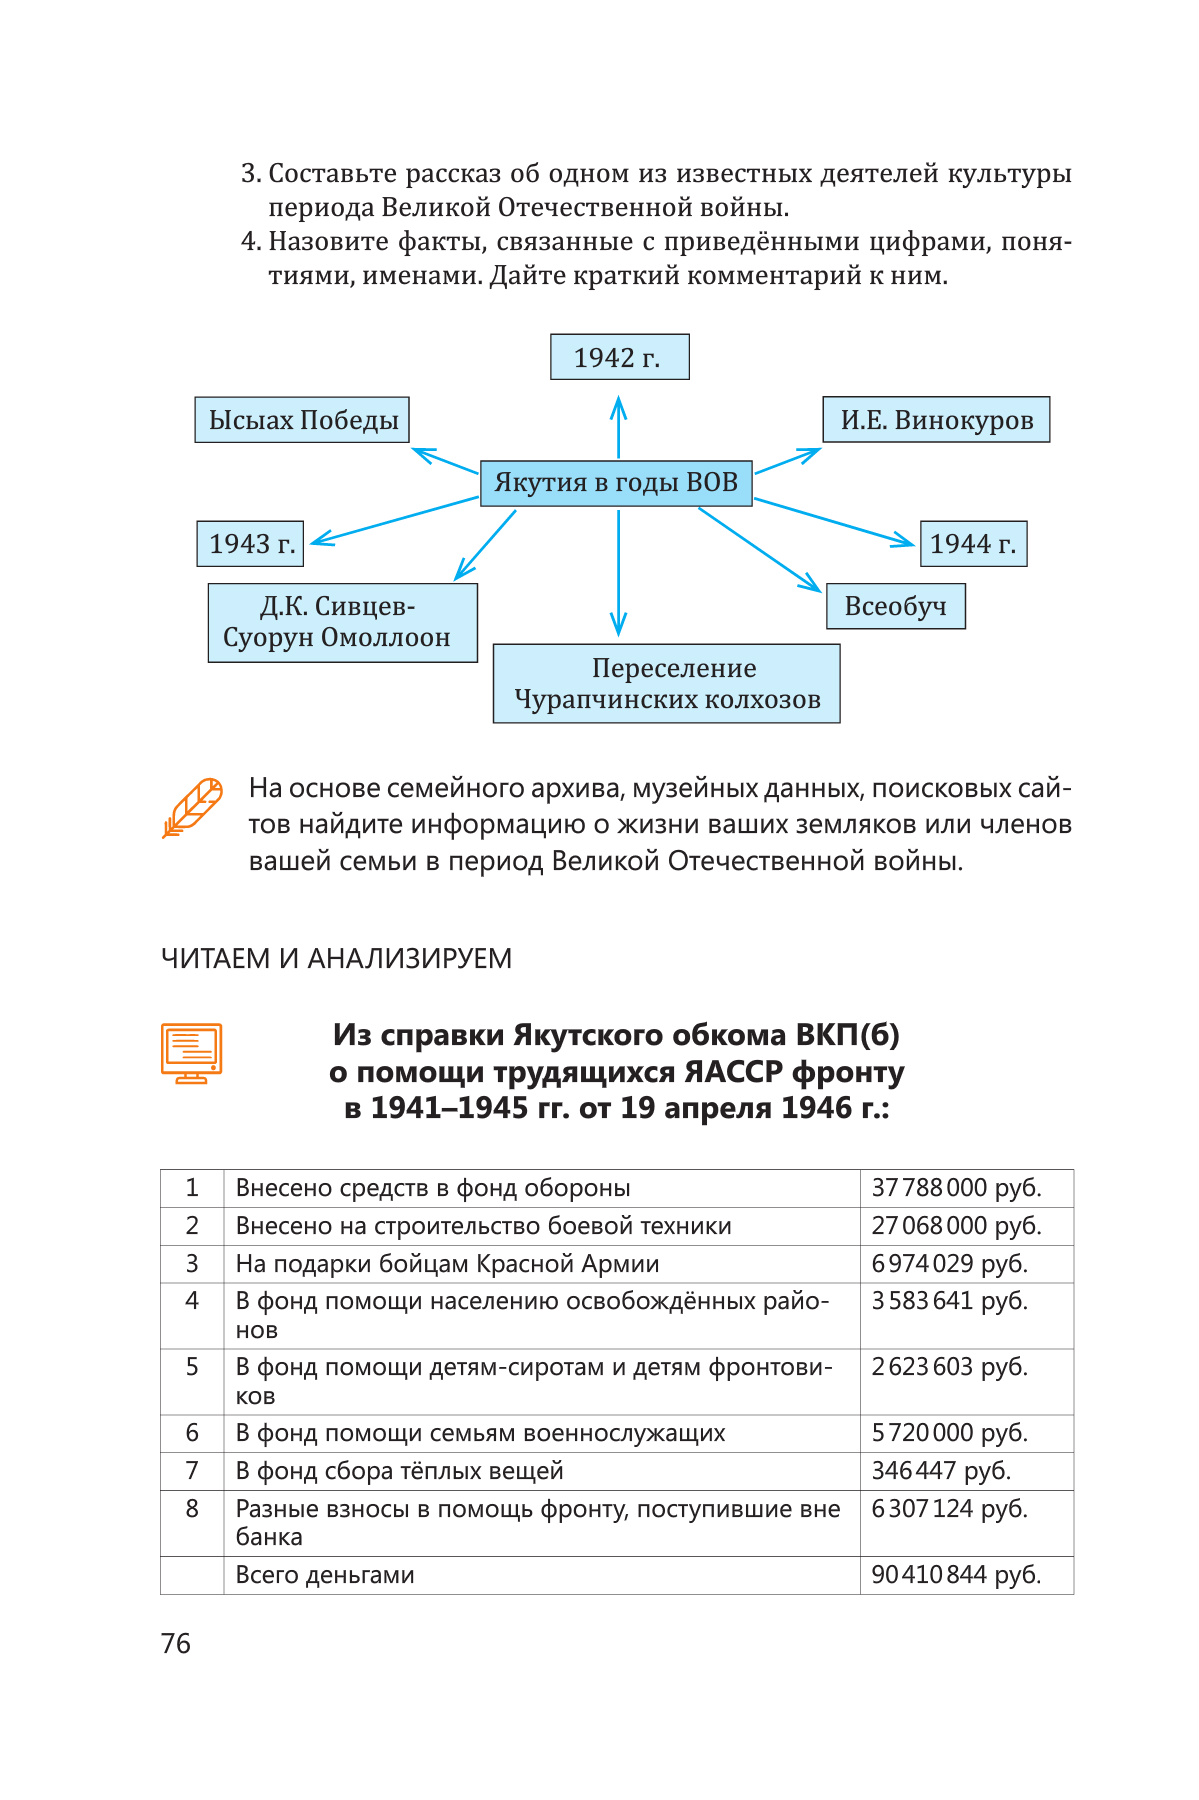 3. Составьте рассказ об одном из известных деятелей культуры
периода Великой Отечественной войны.
4. Назовите факты, связанные с приведёнными цифрами, поня-
тиями, именами. Дайте краткий комментарий к ним.
1942 г.
Ысыах Победы
И.Е. Винокуров
Якутия в годы ВОВ
1943 г.
1944 г.
Д.К. Сивцев-
Суорун Омоллоон
Всеобуч
Переселение
Чурапчинских колхозов
На основе семейного архива, музейных данных, поисковых сай-
тов найдите информацию о жизни ваших земляков или членов
вашей семьи в период Великой Отечественной войны.
ЧИТАЕМ И АНАЛИЗИРУЕМ
Из справки Якутского обкома ВКП(б)
о помощи трудящихся ЯАССР фронту
в 1941–1945 гг. от 19 апреля 1946 г.:
1 Внесено средств в фонд обороны 37 788 000 руб.
2 Внесено на строительство боевой техники 27 068 000 руб.
3 На подарки бойцам Красной Армии 6 974 029 руб.
4 В фонд помощи населению освобождённых райо- 3 583 641 руб.
нов
5 В фонд помощи детям-сиротам и детям фронтови- 2 623 603 руб.
ков
6 В фонд помощи семьям военнослужащих 5 720 000 руб.
7 В фонд сбора тёплых вещей 346 447 руб.
8 Разные взносы в помощь фронту, поступившие вне 6 307 124 руб.
банка
Всего деньгами 90 410 844 руб.
76